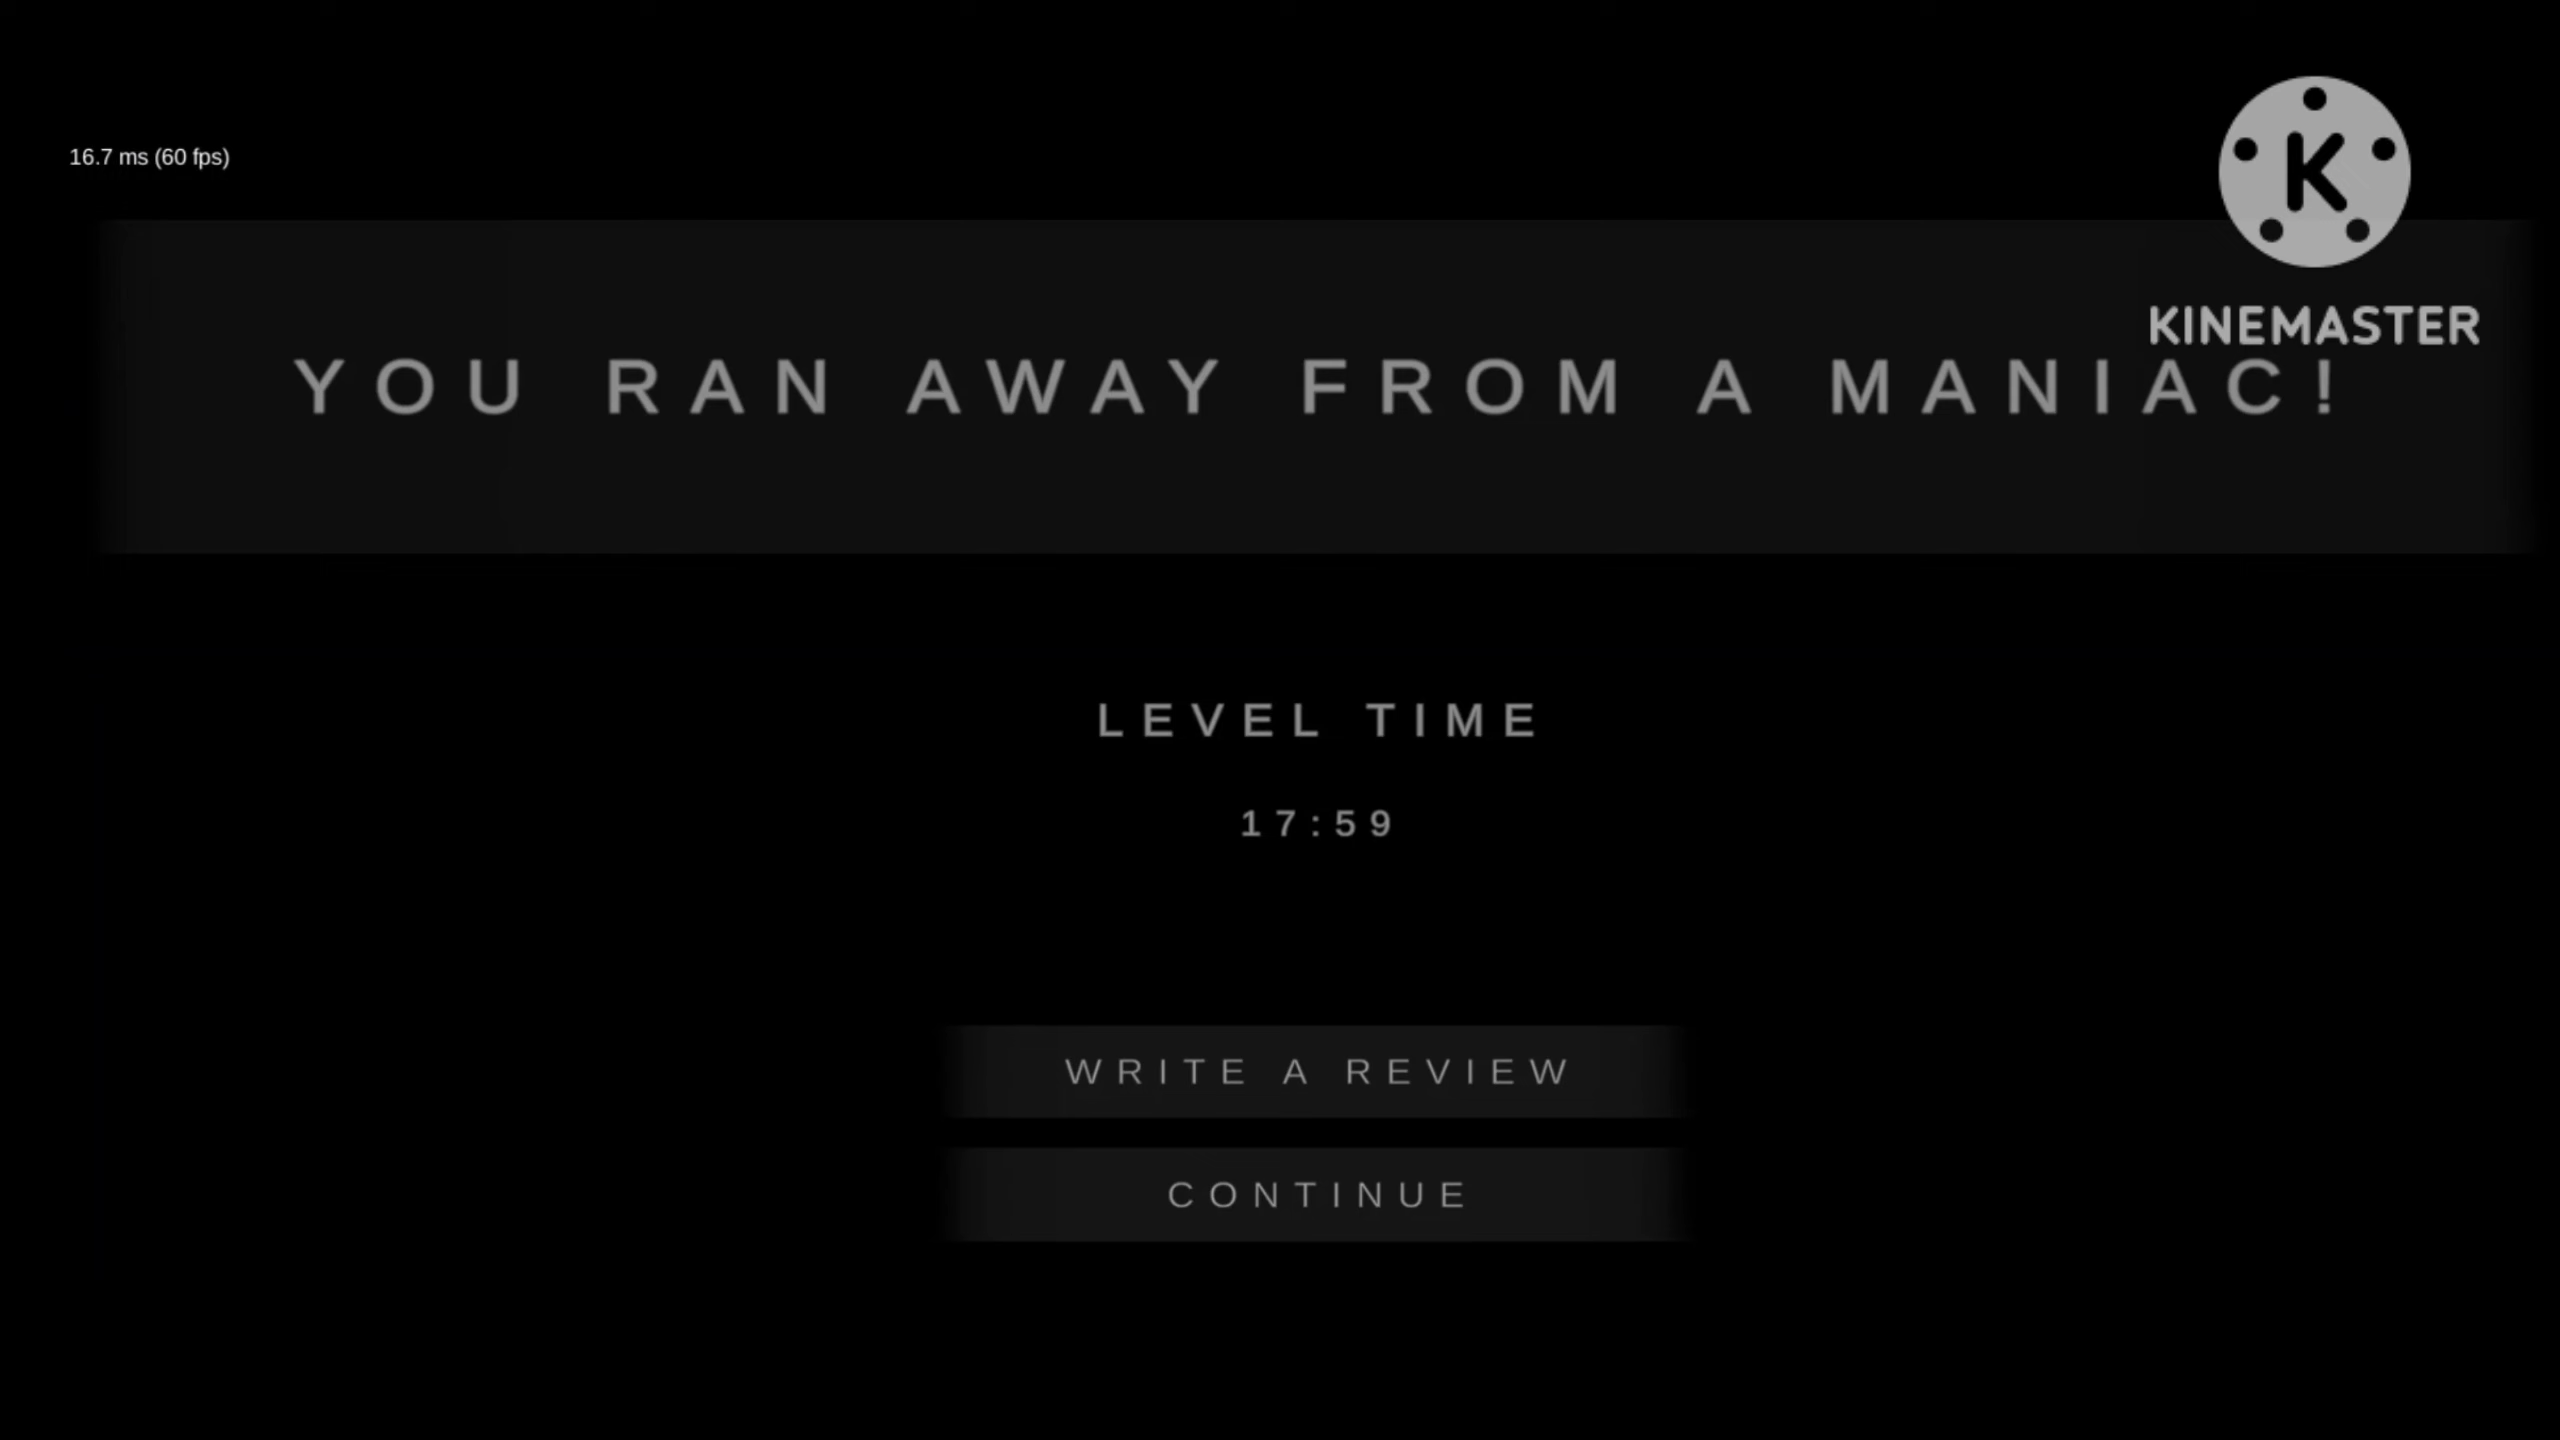 16.7 ms (60 fps)
K
KINEMASTER
YOU RAN AWAY FROM A MANIAC!
LEVEL TIME
17:59
WRITE A REVIEW
CONTINUE